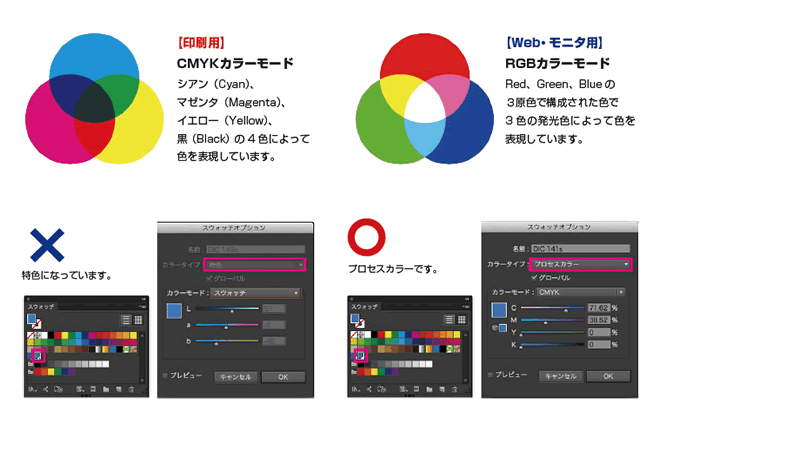 【印刷用】
CMYKカラーモード
シアン（Cyan）、
マゼンタ（Magenta）、
イエロー（Yellow）、
黒（Black）の4色によって
色を表現しています。
【Web・モニタ用】
RGBカラーモード
Red、Green、Blueの
3原色で構成された色で
3色の発光色によって色を
表現しています。
特色になっています。
スウォッチ
スウォッチオプション
名前： DIC 141s
カラータイプ： 特色
グローバル
カラーモード： スウォッチ
L
a
b
プレビュー
キャンセル
OK
プロセスカラーです。
スウォッチ
スウォッチオプション
名前： DIC 141s
カラータイプ： プロセスカラー
グローバル
カラーモード： CMYK
C 71.62 %
M 38.52 %
Y 0 %
K 0 %
プレビュー
キャンセル
OK